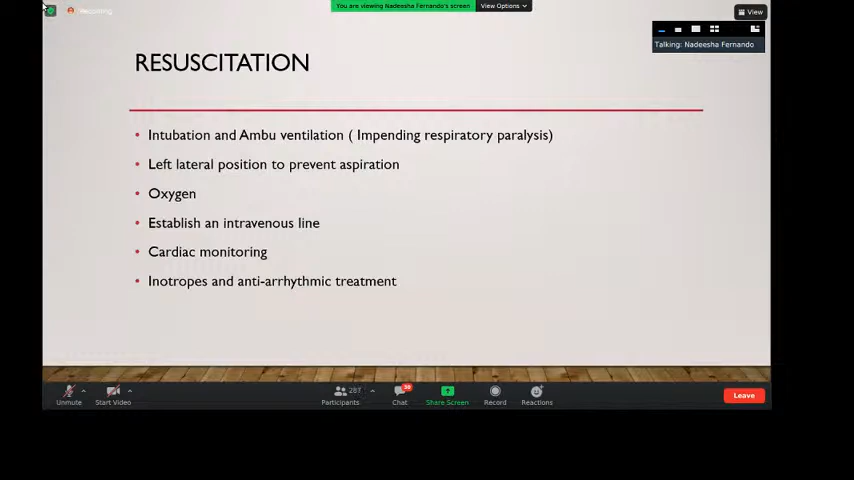 Recording
You are viewing Nadeesha Fernando's screen
View Options
View
Talking: Nadeesha Fernando
RESUSCITATION
• Intubation and Ambu ventilation ( Impending respiratory paralysis)
• Left lateral position to prevent aspiration
• Oxygen
• Establish an intravenous line
• Cardiac monitoring
• Inotropes and anti-arrhythmic treatment
Unmute
Start Video
287
Participants
Chat
Share Screen
Record
Reactions
Leave